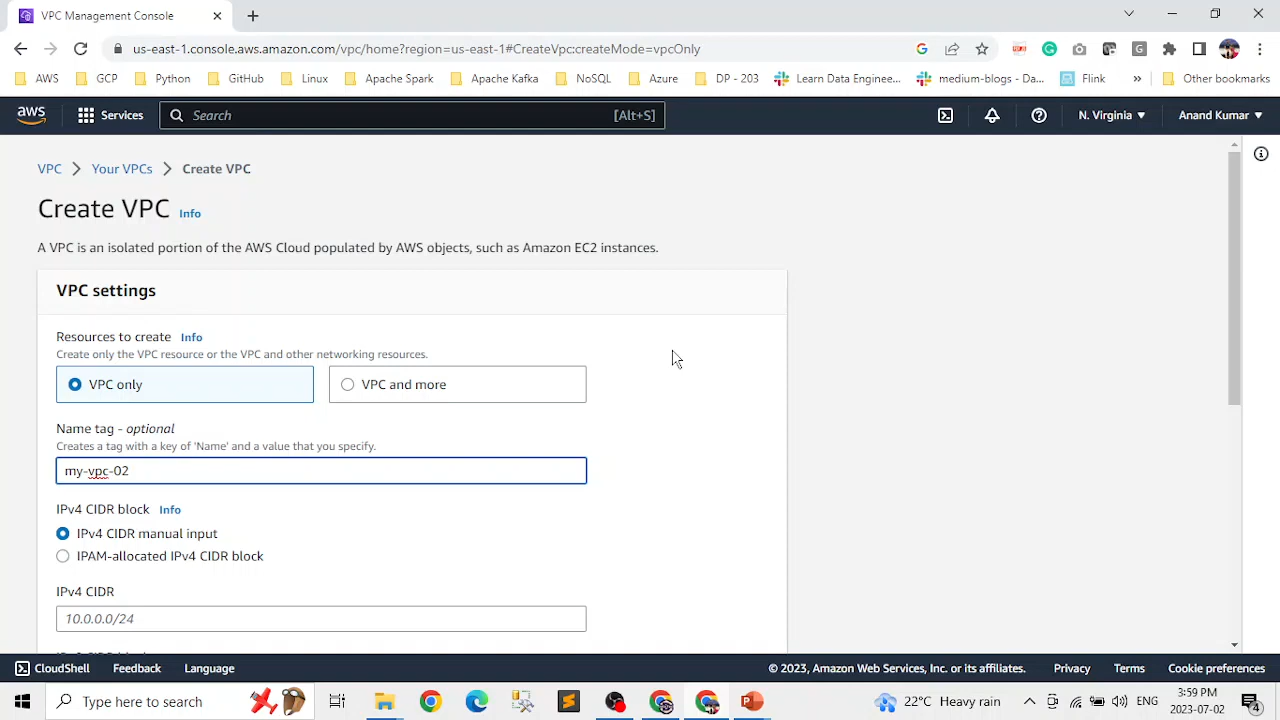 VPC Management Console
us-east-1.console.aws.amazon.com/vpc/home?region=us-east-1#CreateVpc:createMode=vpcOnly
AWS GCP Python GitHub Linux Apache Spark Apache Kafka NoSQL Azure DP - 203 Learn Data Enginee... medium-blogs - Da... Flink » Other bookmarks
aws Services Search [Alt+S] N. Virginia Anand Kumar
VPC Your VPCs Create VPC
Create VPC Info
A VPC is an isolated portion of the AWS Cloud populated by AWS objects, such as Amazon EC2 instances.
VPC settings
Resources to create Info
Create only the VPC resource or the VPC and other networking resources.
VPC only VPC and more
Name tag - optional
Creates a tag with a key of 'Name' and a value that you specify.
my-vpc-02
IPv4 CIDR block Info
IPv4 CIDR manual input
IPAM-allocated IPv4 CIDR block
IPv4 CIDR
10.0.0.0/24
CloudShell Feedback Language © 2023, Amazon Web Services, Inc. or its affiliates. Privacy Terms Cookie preferences
Type here to search 22°C Heavy rain ENG 3:59 PM
2023-07-02 4